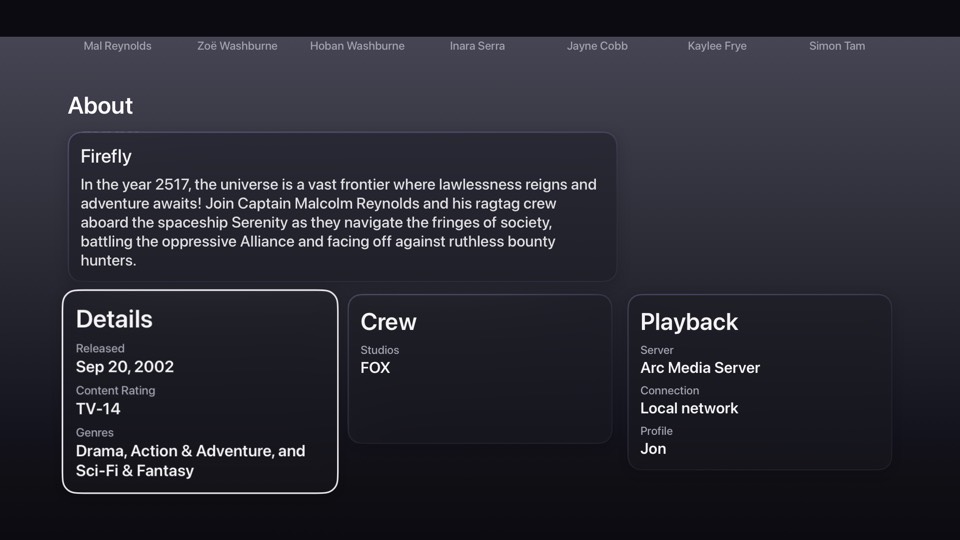 Mal Reynolds
Zoë Washburne
Hoban Washburne
Inara Serra
Jayne Cobb
Kaylee Frye
Simon Tam
About
Firefly
In the year 2517, the universe is a vast frontier where lawlessness reigns and
adventure awaits! Join Captain Malcolm Reynolds and his ragtag crew
aboard the spaceship Serenity as they navigate the fringes of society,
battling the oppressive Alliance and facing off against ruthless bounty
hunters.
Details
Released
Sep 20, 2002
Content Rating
TV-14
Genres
Drama, Action & Adventure, and
Sci-Fi & Fantasy
Crew
Studios
FOX
Playback
Server
Arc Media Server
Connection
Local network
Profile
Jon